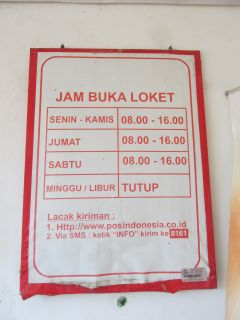 JAM BUKA LOKET
SENIN - KAMIS 08.00 - 16.00
JUMAT 08.00 - 16.00
SABTU 08.00 - 16.00
MINGGU / LIBUR TUTUP
Lacak kiriman :
1. Http://www.posindonesia.co.id
2. Via SMS : ketik "INFO" kirim ke 8161